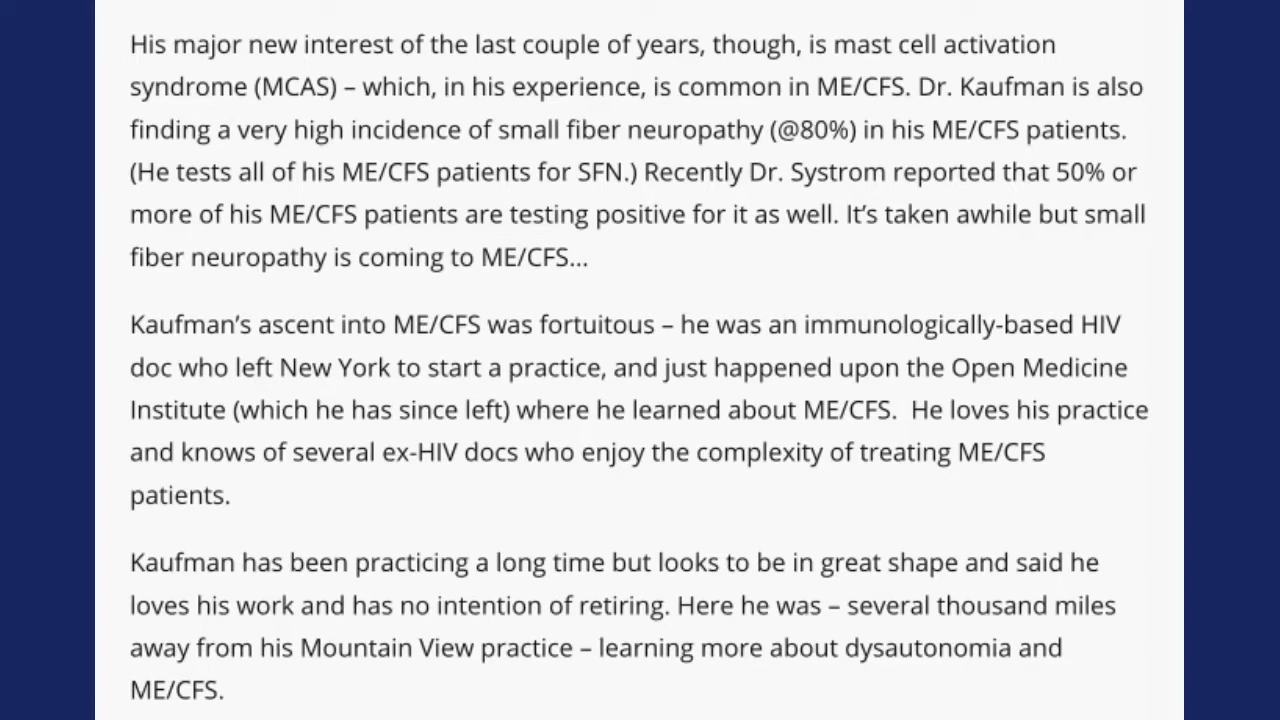 His major new interest of the last couple of years, though, is mast cell activation
syndrome (MCAS) – which, in his experience, is common in ME/CFS. Dr. Kaufman is also
finding a very high incidence of small fiber neuropathy (@80%) in his ME/CFS patients.
(He tests all of his ME/CFS patients for SFN.) Recently Dr. Systrom reported that 50% or
more of his ME/CFS patients are testing positive for it as well. It’s taken awhile but small
fiber neuropathy is coming to ME/CFS…
Kaufman’s ascent into ME/CFS was fortuitous – he was an immunologically-based HIV
doc who left New York to start a practice, and just happened upon the Open Medicine
Institute (which he has since left) where he learned about ME/CFS.  He loves his practice
and knows of several ex-HIV docs who enjoy the complexity of treating ME/CFS
patients.
Kaufman has been practicing a long time but looks to be in great shape and said he
loves his work and has no intention of retiring. Here he was – several thousand miles
away from his Mountain View practice – learning more about dysautonomia and
ME/CFS.